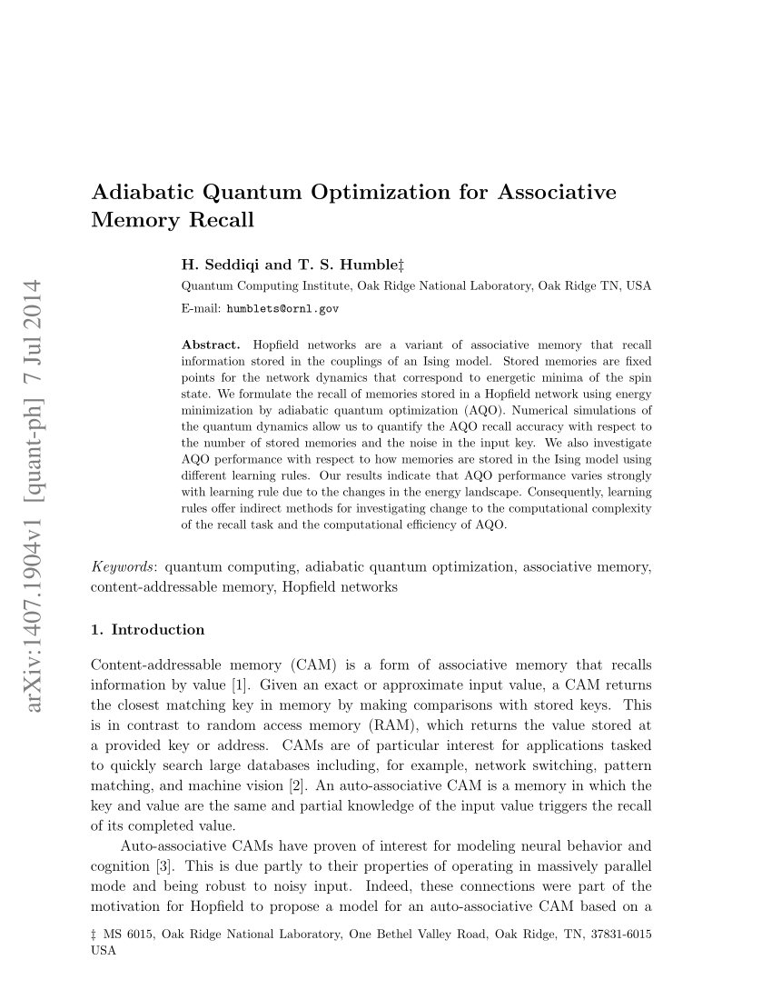 arXiv:1407.1904v1 [quant-ph] 7 Jul 2014
Adiabatic Quantum Optimization for Associative
Memory Recall
H. Seddiqi and T. S. Humble‡
Quantum Computing Institute, Oak Ridge National Laboratory, Oak Ridge TN, USA
E-mail: humblets@ornl.gov
Abstract. Hopfield networks are a variant of associative memory that recall
information stored in the couplings of an Ising model. Stored memories are fixed
points for the network dynamics that correspond to energetic minima of the spin
state. We formulate the recall of memories stored in a Hopfield network using energy
minimization by adiabatic quantum optimization (AQO). Numerical simulations of
the quantum dynamics allow us to quantify the AQO recall accuracy with respect to
the number of stored memories and the noise in the input key. We also investigate
AQO performance with respect to how memories are stored in the Ising model using
different learning rules. Our results indicate that AQO performance varies strongly
with learning rule due to the changes in the energy landscape. Consequently, learning
rules offer indirect methods for investigating change to the computational complexity
of the recall task and the computational efficiency of AQO.
Keywords: quantum computing, adiabatic quantum optimization, associative memory,
content-addressable memory, Hopfield networks
1. Introduction
Content-addressable memory (CAM) is a form of associative memory that recalls
information by value [1]. Given an exact or approximate input value, a CAM returns
the closest matching key in memory by making comparisons with stored keys. This
is in contrast to random access memory (RAM), which returns the value stored at
a provided key or address. CAMs are of particular interest for applications tasked
to quickly search large databases including, for example, network switching, pattern
matching, and machine vision [2]. An auto-associative CAM is a memory in which the
key and value are the same and partial knowledge of the input value triggers the recall
of its completed value.
Auto-associative CAMs have proven of interest for modeling neural behavior and
cognition [3]. This is due partly to their properties of operating in massively parallel
mode and being robust to noisy input. Indeed, these connections were part of the
motivation for Hopfield to propose a model for an auto-associative CAM based on a
‡ MS 6015, Oak Ridge National Laboratory, One Bethel Valley Road, Oak Ridge, TN, 37831-6015
USA